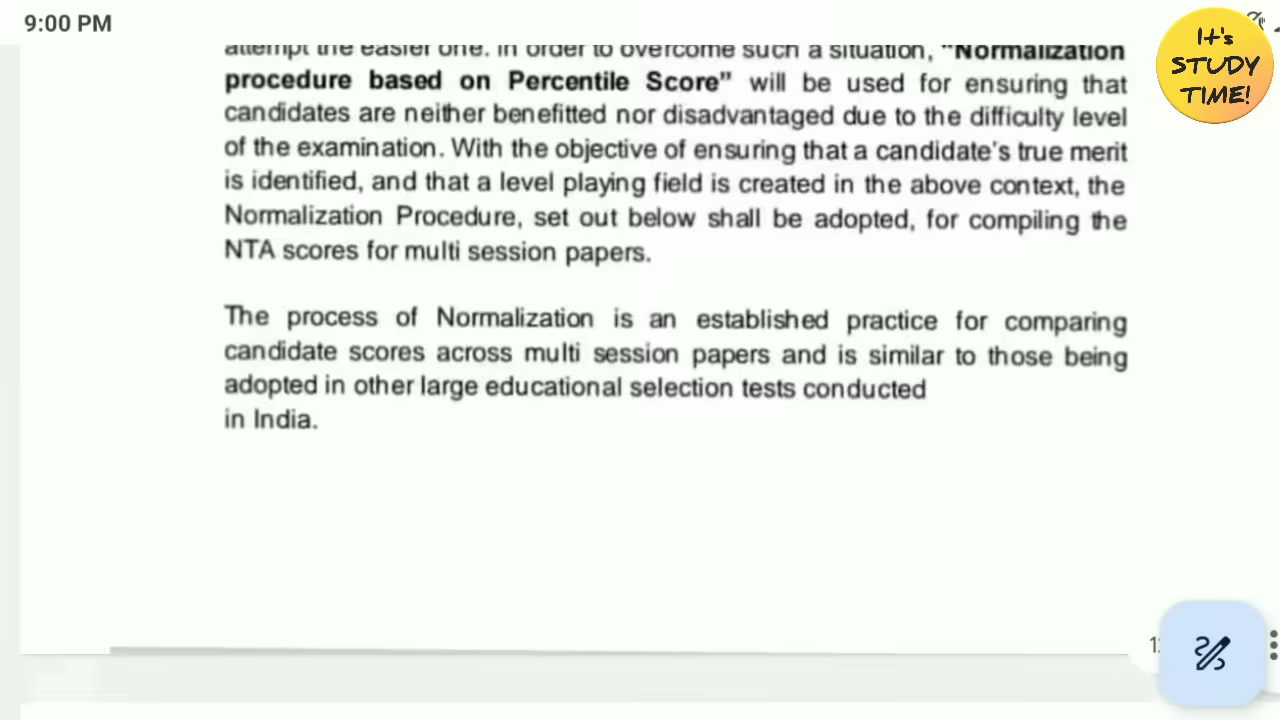 9:00 PM
It's
STUDY
TIME!
attempt the easier one. In order to overcome such a situation, "Normalization
procedure based on Percentile Score" will be used for ensuring that
candidates are neither benefitted nor disadvantaged due to the difficulty level
of the examination. With the objective of ensuring that a candidate's true merit
is identified, and that a level playing field is created in the above context, the
Normalization Procedure, set out below shall be adopted, for compiling the
NTA scores for multi session papers.
The process of Normalization is an established practice for comparing
candidate scores across multi session papers and is similar to those being
adopted in other large educational selection tests conducted
in India.